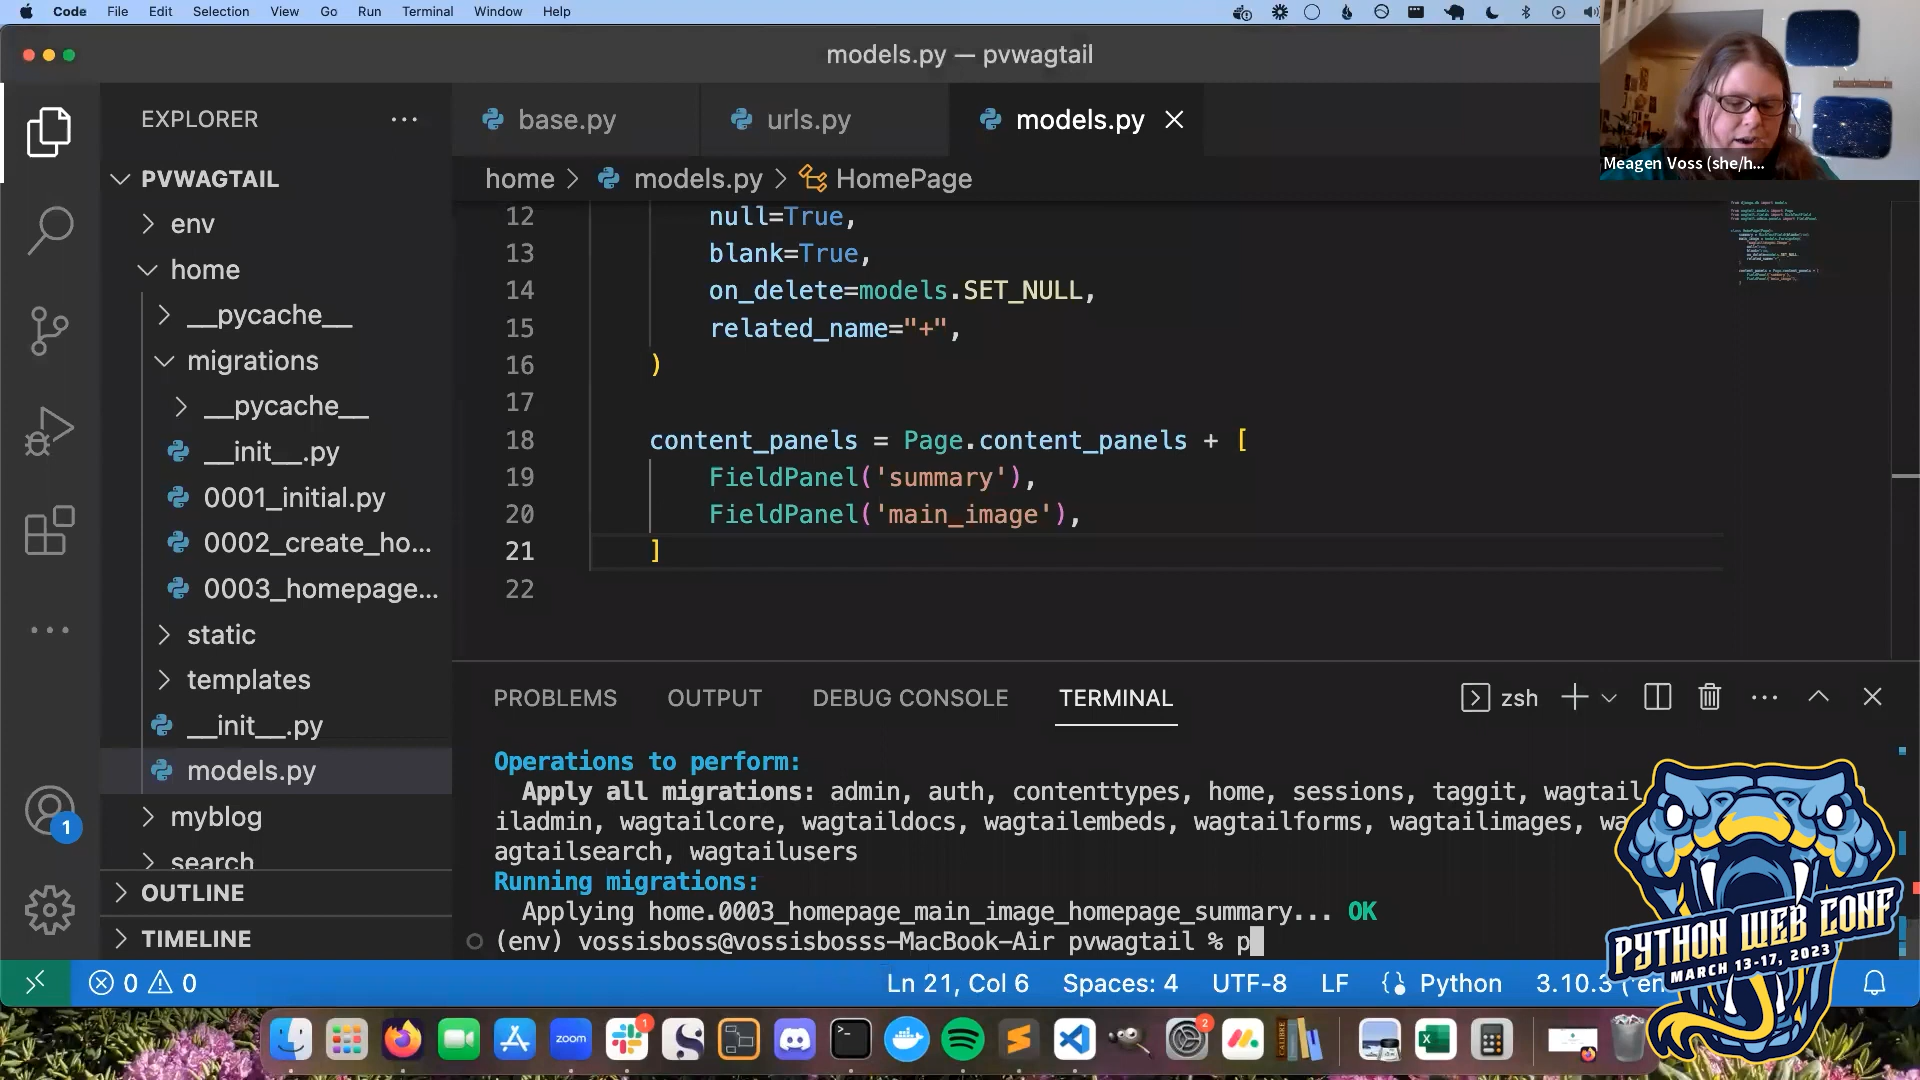 Code File Edit Selection View Go Run Terminal Window Help
models.py — pvwagtail
Meagen Voss (she/h...
EXPLORER
PVWAGTAIL
env
home
__pycache__
migrations
__pycache__
__init__.py
0001_initial.py
0002_create_ho...
0003_homepage...
static
templates
__init__.py
models.py
myblog
search
OUTLINE
TIMELINE
base.py urls.py models.py
home > models.py > HomePage
12 null=True,
13 blank=True,
14 on_delete=models.SET_NULL,
15 related_name="+",
16 )
17
18 content_panels = Page.content_panels + [
19 FieldPanel('summary'),
20 FieldPanel('main_image'),
21 ]
22
PROBLEMS OUTPUT DEBUG CONSOLE TERMINAL zsh
Operations to perform:
Apply all migrations: admin, auth, contenttypes, home, sessions, taggit, wagtail
iladmin, wagtailcore, wagtaildocs, wagtailembeds, wagtailforms, wagtailimages, wa
agtailsearch, wagtailusers
Running migrations:
Applying home.0003_homepage_main_image_homepage_summary... OK
(env) vossisboss@vossisbosss-MacBook-Air pvwagtail % p
1
0 0 Ln 21, Col 6 Spaces: 4 UTF-8 LF Python 3.10.3
PYTHON WEB CONF
MARCH 13-17, 2023
zoom
1
2